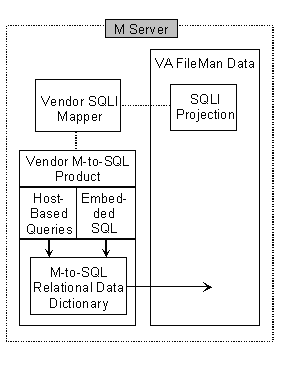 M Server
VA FileMan Data
Vendor SQLI
Mapper
SQLI
Projection
Vendor M-to-SQL
Product
Host-
Based
Queries
Embed-
ded
SQL
M-to-SQL
Relational Data
Dictionary